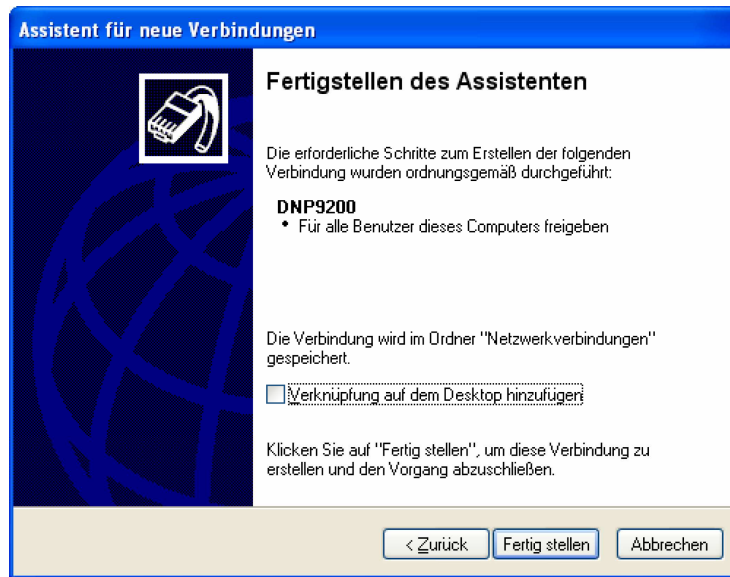 Assistent für neue Verbindungen
Fertigstellen des Assistenten
Die erforderliche Schritte zum Erstellen der folgenden
Verbindung wurden ordnungsgemäß durchgeführt:
DNP9200
• Für alle Benutzer dieses Computers freigeben
Die Verbindung wird im Ordner "Netzwerkverbindungen"
gespeichert.
Verknüpfung auf dem Desktop hinzufügen
Klicken Sie auf "Fertig stellen", um diese Verbindung zu
erstellen und den Vorgang abzuschließen.
< Zurück Fertig stellen Abbrechen